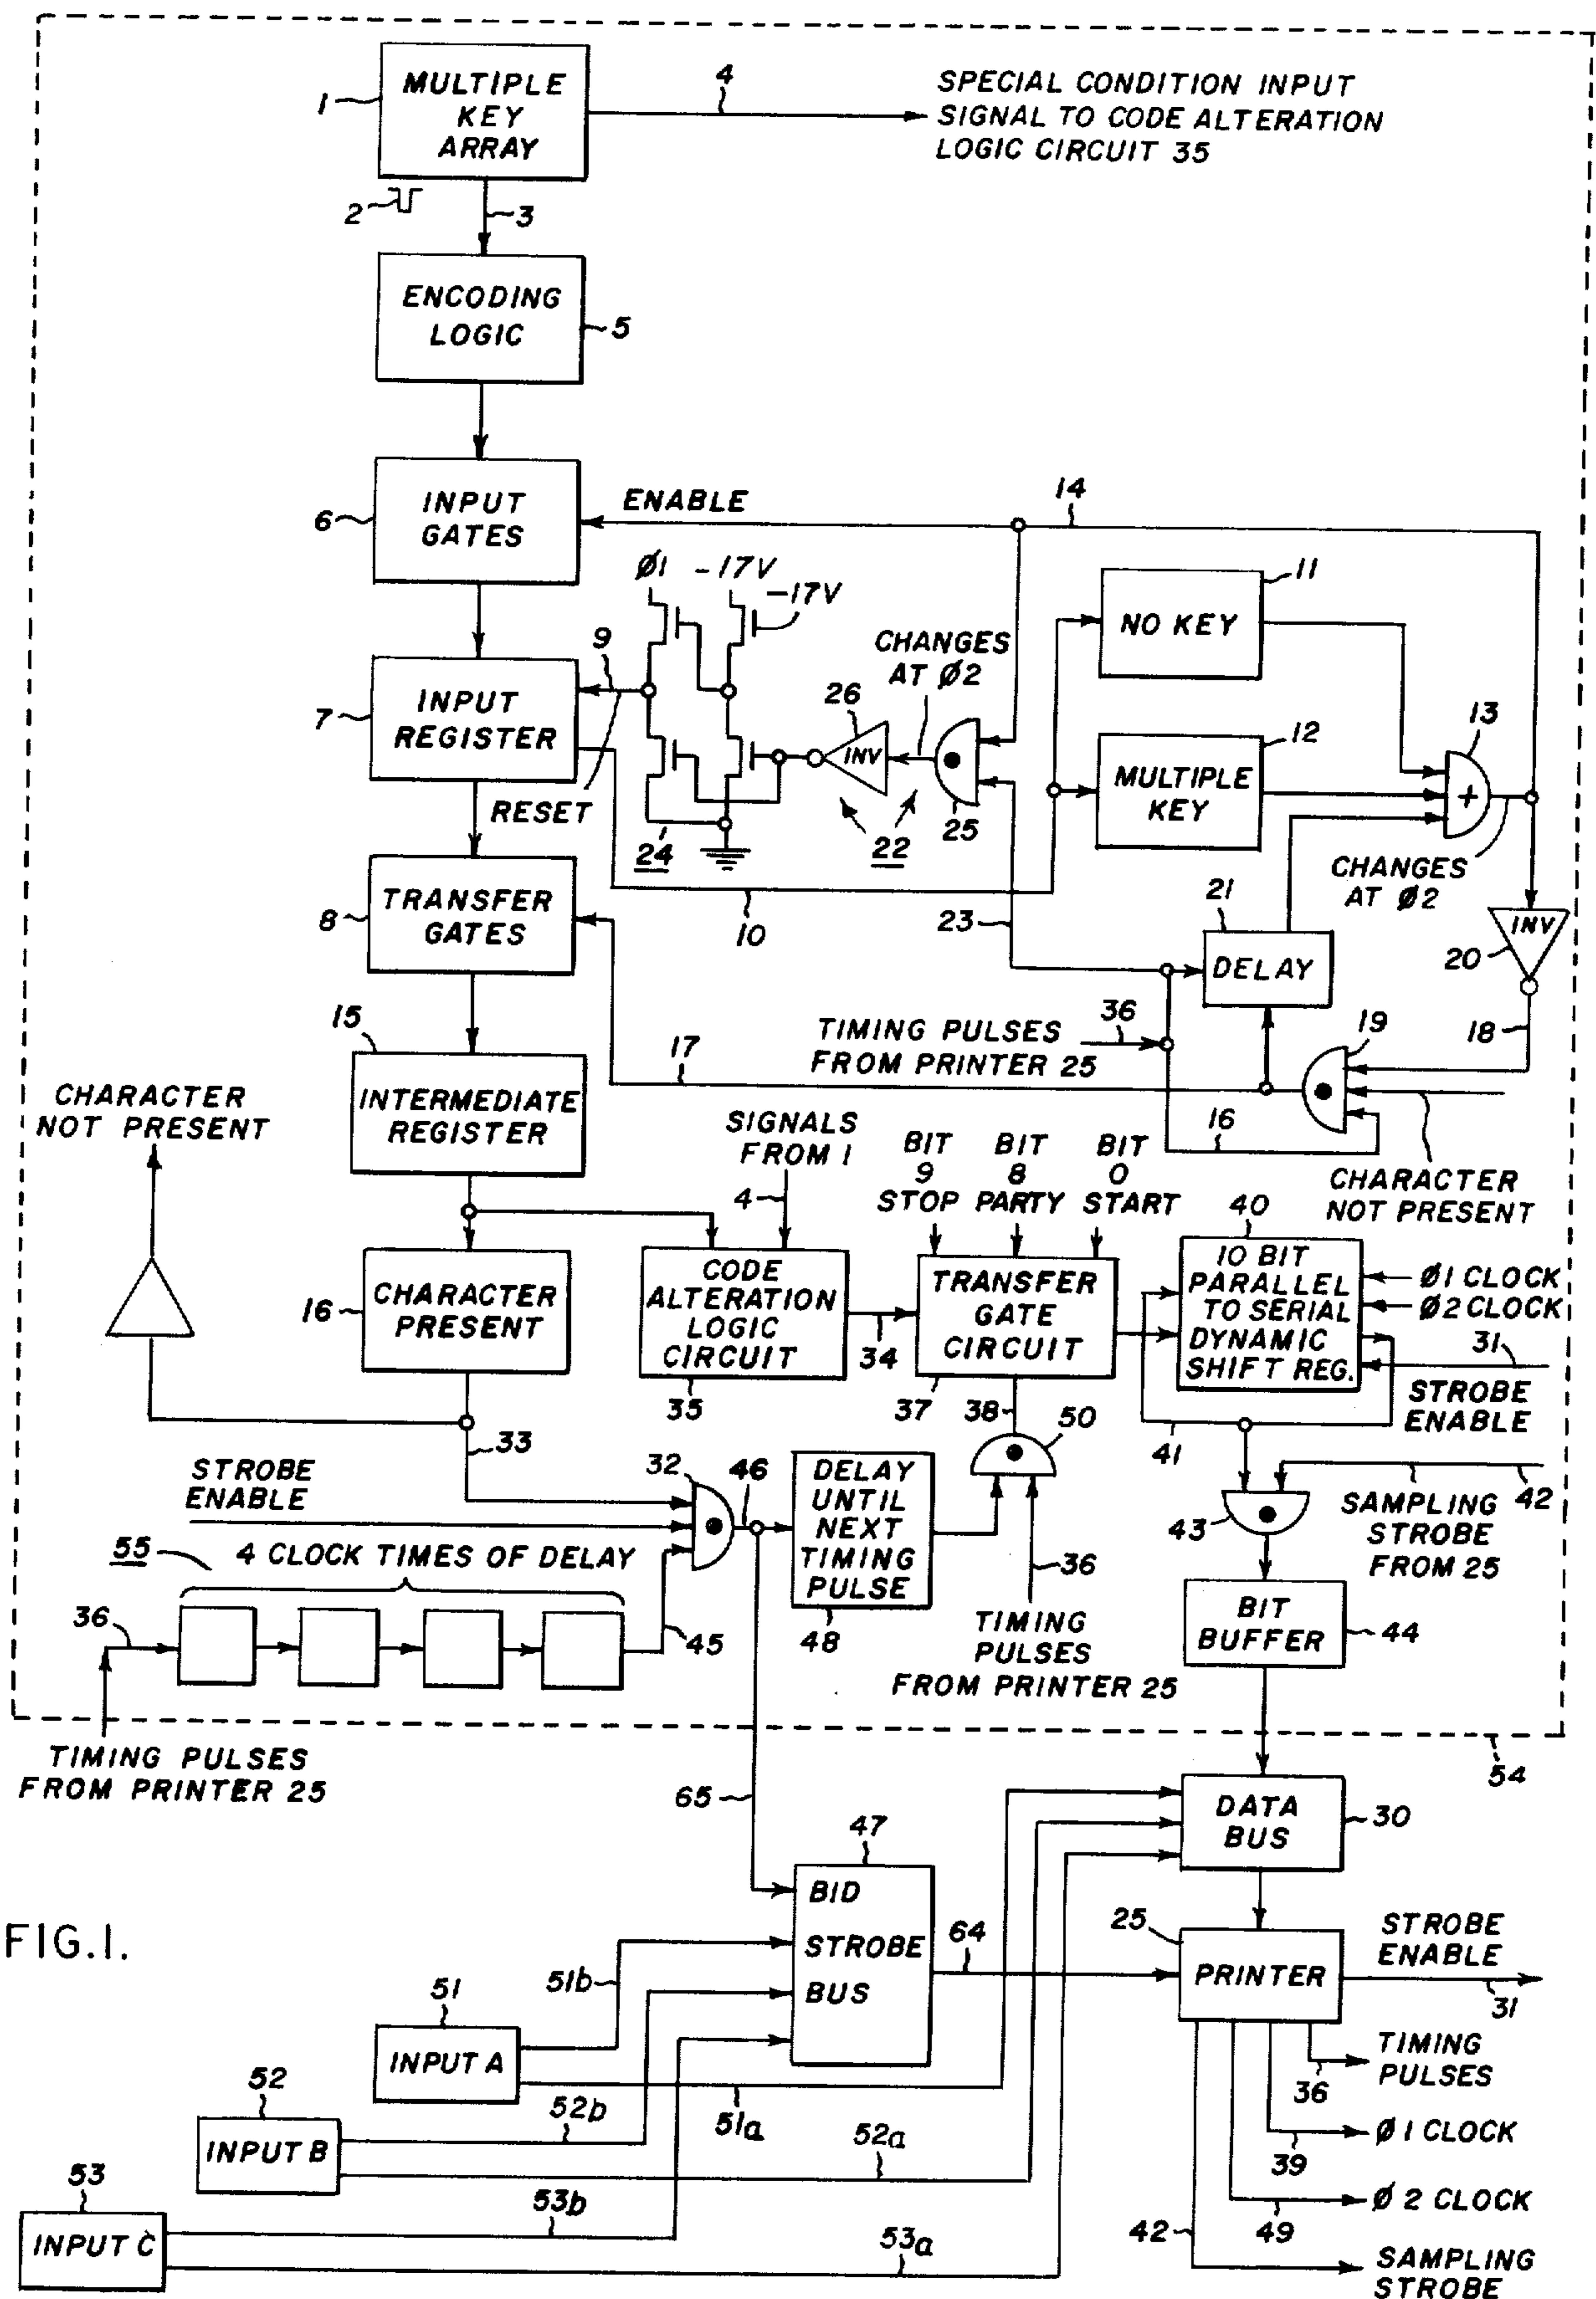 MULTIPLE
KEY
ARRAY
1
4
SPECIAL CONDITION INPUT
SIGNAL TO CODE ALTERATION
LOGIC CIRCUIT 35
2
3
ENCODING
LOGIC
5
INPUT
GATES
6
ENABLE
14
Ø1
-17V
-17V
9
11
NO KEY
CHANGES
AT Ø2
26
INV
INPUT
REGISTER
7
RESET
24
22
25
12
MULTIPLE
KEY
13
+
CHANGES
AT Ø2
TRANSFER
GATES
8
10
23
21
DELAY
INV
20
15
36
TIMING PULSES
FROM PRINTER 25
17
19
18
INTERMEDIATE
REGISTER
CHARACTER
NOT PRESENT
16
SIGNALS
FROM 1
4
BIT
9
STOP
BIT
8
PARTY
BIT
0
START
CHARACTER
NOT PRESENT
40
CHARACTER
PRESENT
16
CODE
ALTERATION
LOGIC
CIRCUIT
35
34
TRANSFER
GATE
CIRCUIT
37
38
10 BIT
PARALLEL
TO SERIAL
DYNAMIC
SHIFT REG.
Ø1 CLOCK
Ø2 CLOCK
31
STROBE
ENABLE
33
50
41
STROBE
ENABLE
32
46
DELAY
UNTIL
NEXT
TIMING
PULSE
48
42
SAMPLING
STROBE
FROM 25
43
55
4 CLOCK TIMES OF DELAY
36
45
36
TIMING
PULSES
FROM PRINTER 25
BIT
BUFFER
44
TIMING PULSES
FROM PRINTER 25
54
65
DATA
BUS
30
47
BID
STROBE
BUS
FIG.1.
64
25
PRINTER
STROBE
ENABLE
31
51
INPUT A
51b
51a
TIMING
PULSES
36
52
INPUT B
52b
52a
Ø1 CLOCK
39
53
INPUT C
53b
53a
Ø2 CLOCK
49
42
SAMPLING
STROBE